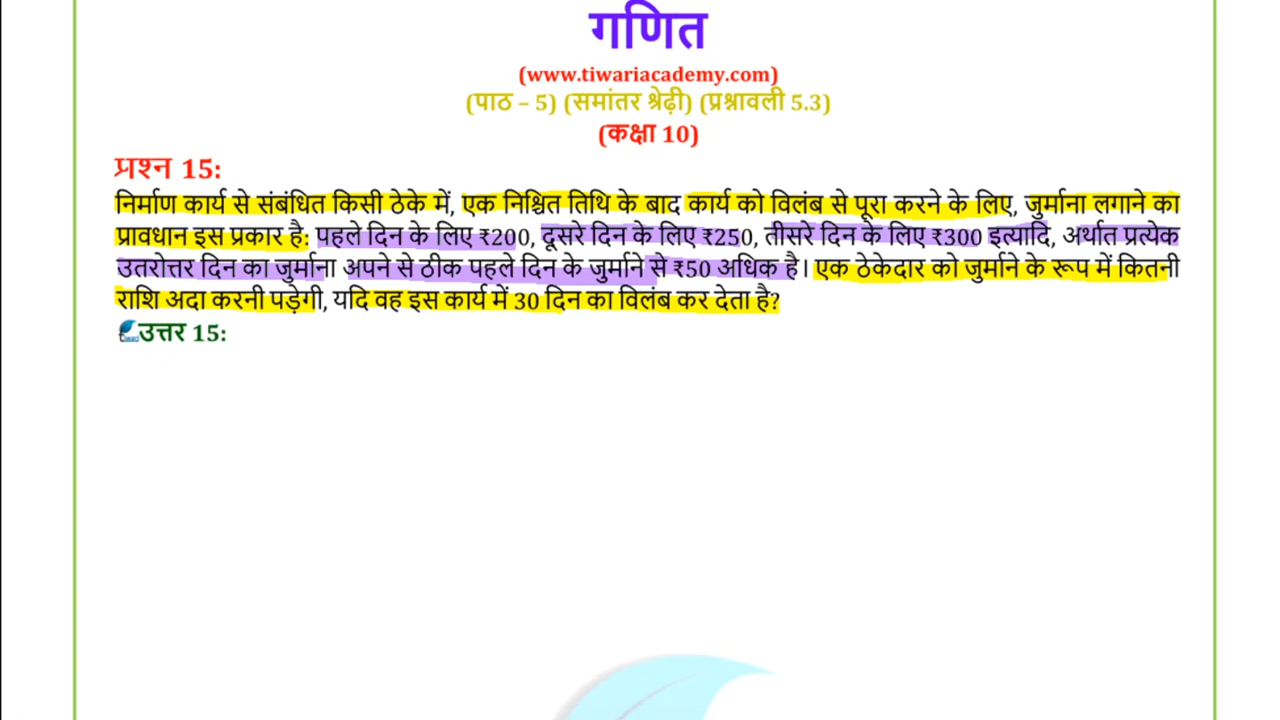 गणित
(www.tiwariacademy.com)
(पाठ – 5) (समांतर श्रेढ़ी) (प्रश्नावली 5.3)
(कक्षा 10)
प्रश्न 15:
निर्माण कार्य से संबंधित किसी ठेके में, एक निश्चित तिथि के बाद कार्य को विलंब से पूरा करने के लिए, जुर्माना लगाने का
प्रावधान इस प्रकार है: पहले दिन के लिए ₹200, दूसरे दिन के लिए ₹250, तीसरे दिन के लिए ₹300 इत्यादि, अर्थात प्रत्येक
उतरोत्तर दिन का जुर्माना अपने से ठीक पहले दिन के जुर्माने से ₹50 अधिक है। एक ठेकेदार को जुर्माने के रूप में कितनी
राशि अदा करनी पड़ेगी, यदि वह इस कार्य में 30 दिन का विलंब कर देता है?
उत्तर 15: